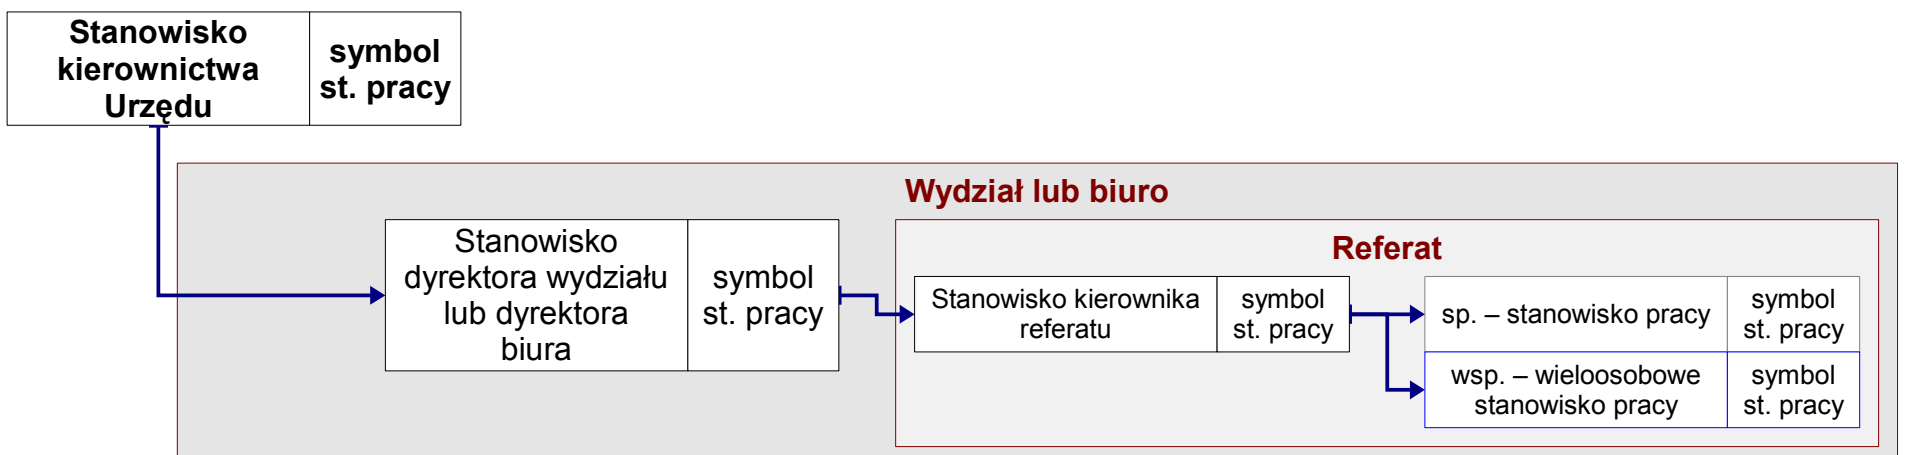 Stanowisko
kierownictwa
Urzędu
symbol
st. pracy
Wydział lub biuro
Stanowisko
dyrektora wydziału
lub dyrektora
biura
symbol
st. pracy
Referat
Stanowisko kierownika
referatu
symbol
st. pracy
sp. – stanowisko pracy
symbol
st. pracy
wsp. – wieloosobowe
stanowisko pracy
symbol
st. pracy